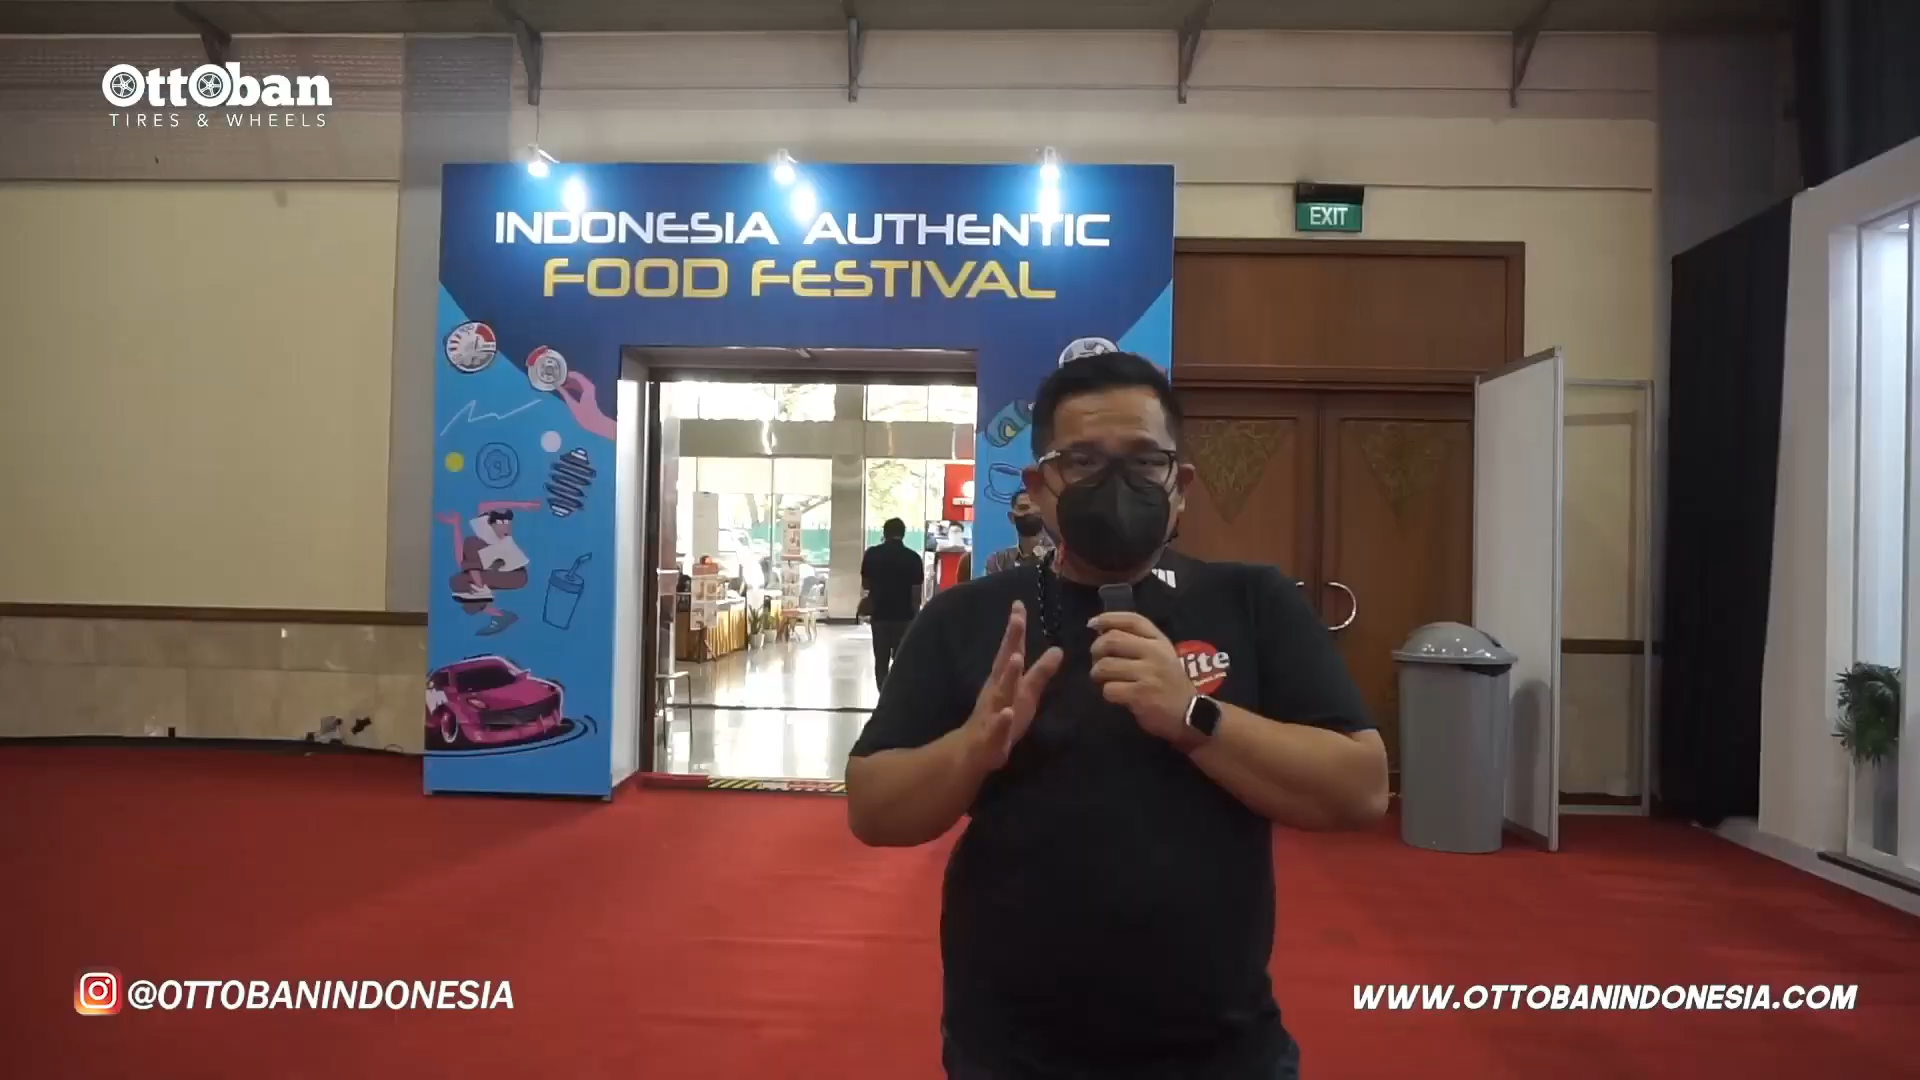 OttOban
TIRES & WHEELS
INDONESIA AUTHENTIC
FOOD FESTIVAL
EXIT
@OTTOBANINDONESIA
WWW.OTTOBANINDONESIA.COM